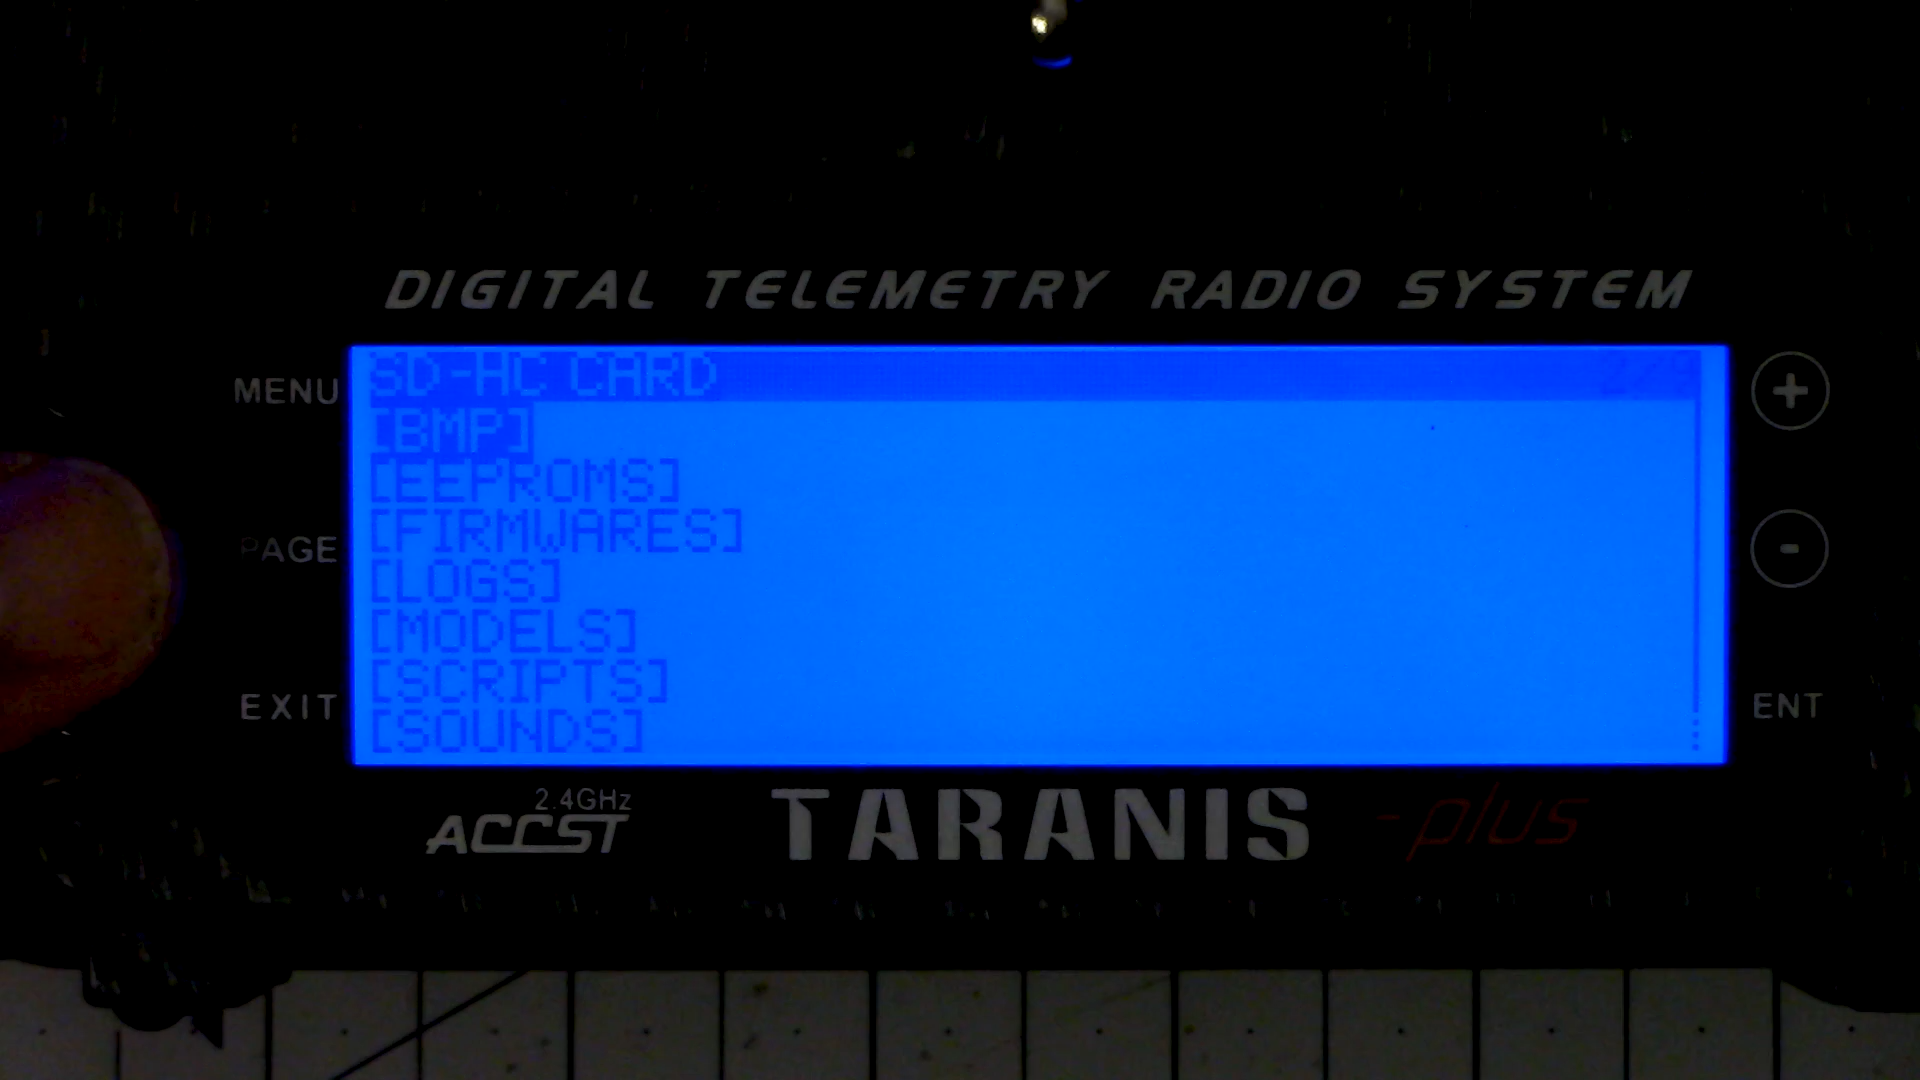 DIGITAL TELEMETRY RADIO SYSTEM
SD-HC CARD
MENU
+
[BMP]
[EEPROMS]
[FIRMWARES]
PAGE
-
[LOGS]
[MODELS]
[SCRIPTS]
EXIT
ENT
[SOUNDS]
2.4GHz
ACCST
TARANIS -plus